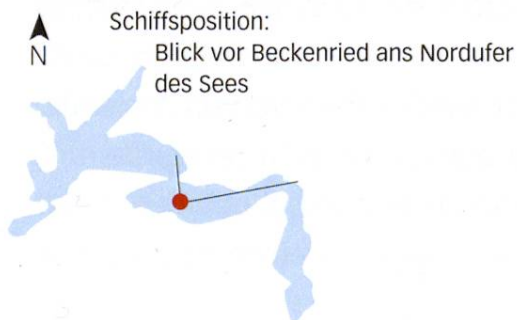 Schiffsposition:
Blick vor Beckenried ans Nordufer
des Sees
N